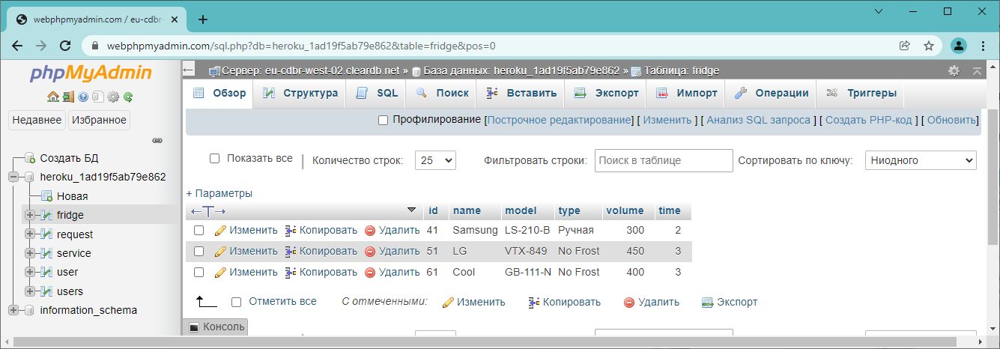 webphpmyadmin.com / eu-cdbr-
webphpmyadmin.com/sql.php?db=heroku_1ad19f5ab79e862&table=fridge&pos=0
phpMyAdmin
Недавнее Избранное
Создать БД
heroku_1ad19f5ab79e862
Новая
fridge
request
service
user
users
information_schema
Сервер: eu-cdbr-west-02.cleardb.net » База данных: heroku_1ad19f5ab79e862 » Таблица: fridge
Обзор Структура SQL Поиск Вставить Экспорт Импорт Операции Триггеры
Профилирование [Построчное редактирование] [ Изменить ] [ Анализ SQL запроса ] [ Создать PHP-код ] [ Обновить]
Показать все | Количество строк: 25 Фильтровать строки: Поиск в таблице Сортировать по ключу: Ниодного
+ Параметры
←T→ id name model type volume time
Изменить Копировать Удалить 41 Samsung LS-210-B Ручная 300 2
Изменить Копировать Удалить 51 LG VTX-849 No Frost 450 3
Изменить Копировать Удалить 61 Cool GB-111-N No Frost 400 3
Отметить все С отмеченными: Изменить Копировать Удалить Экспорт
Консоль